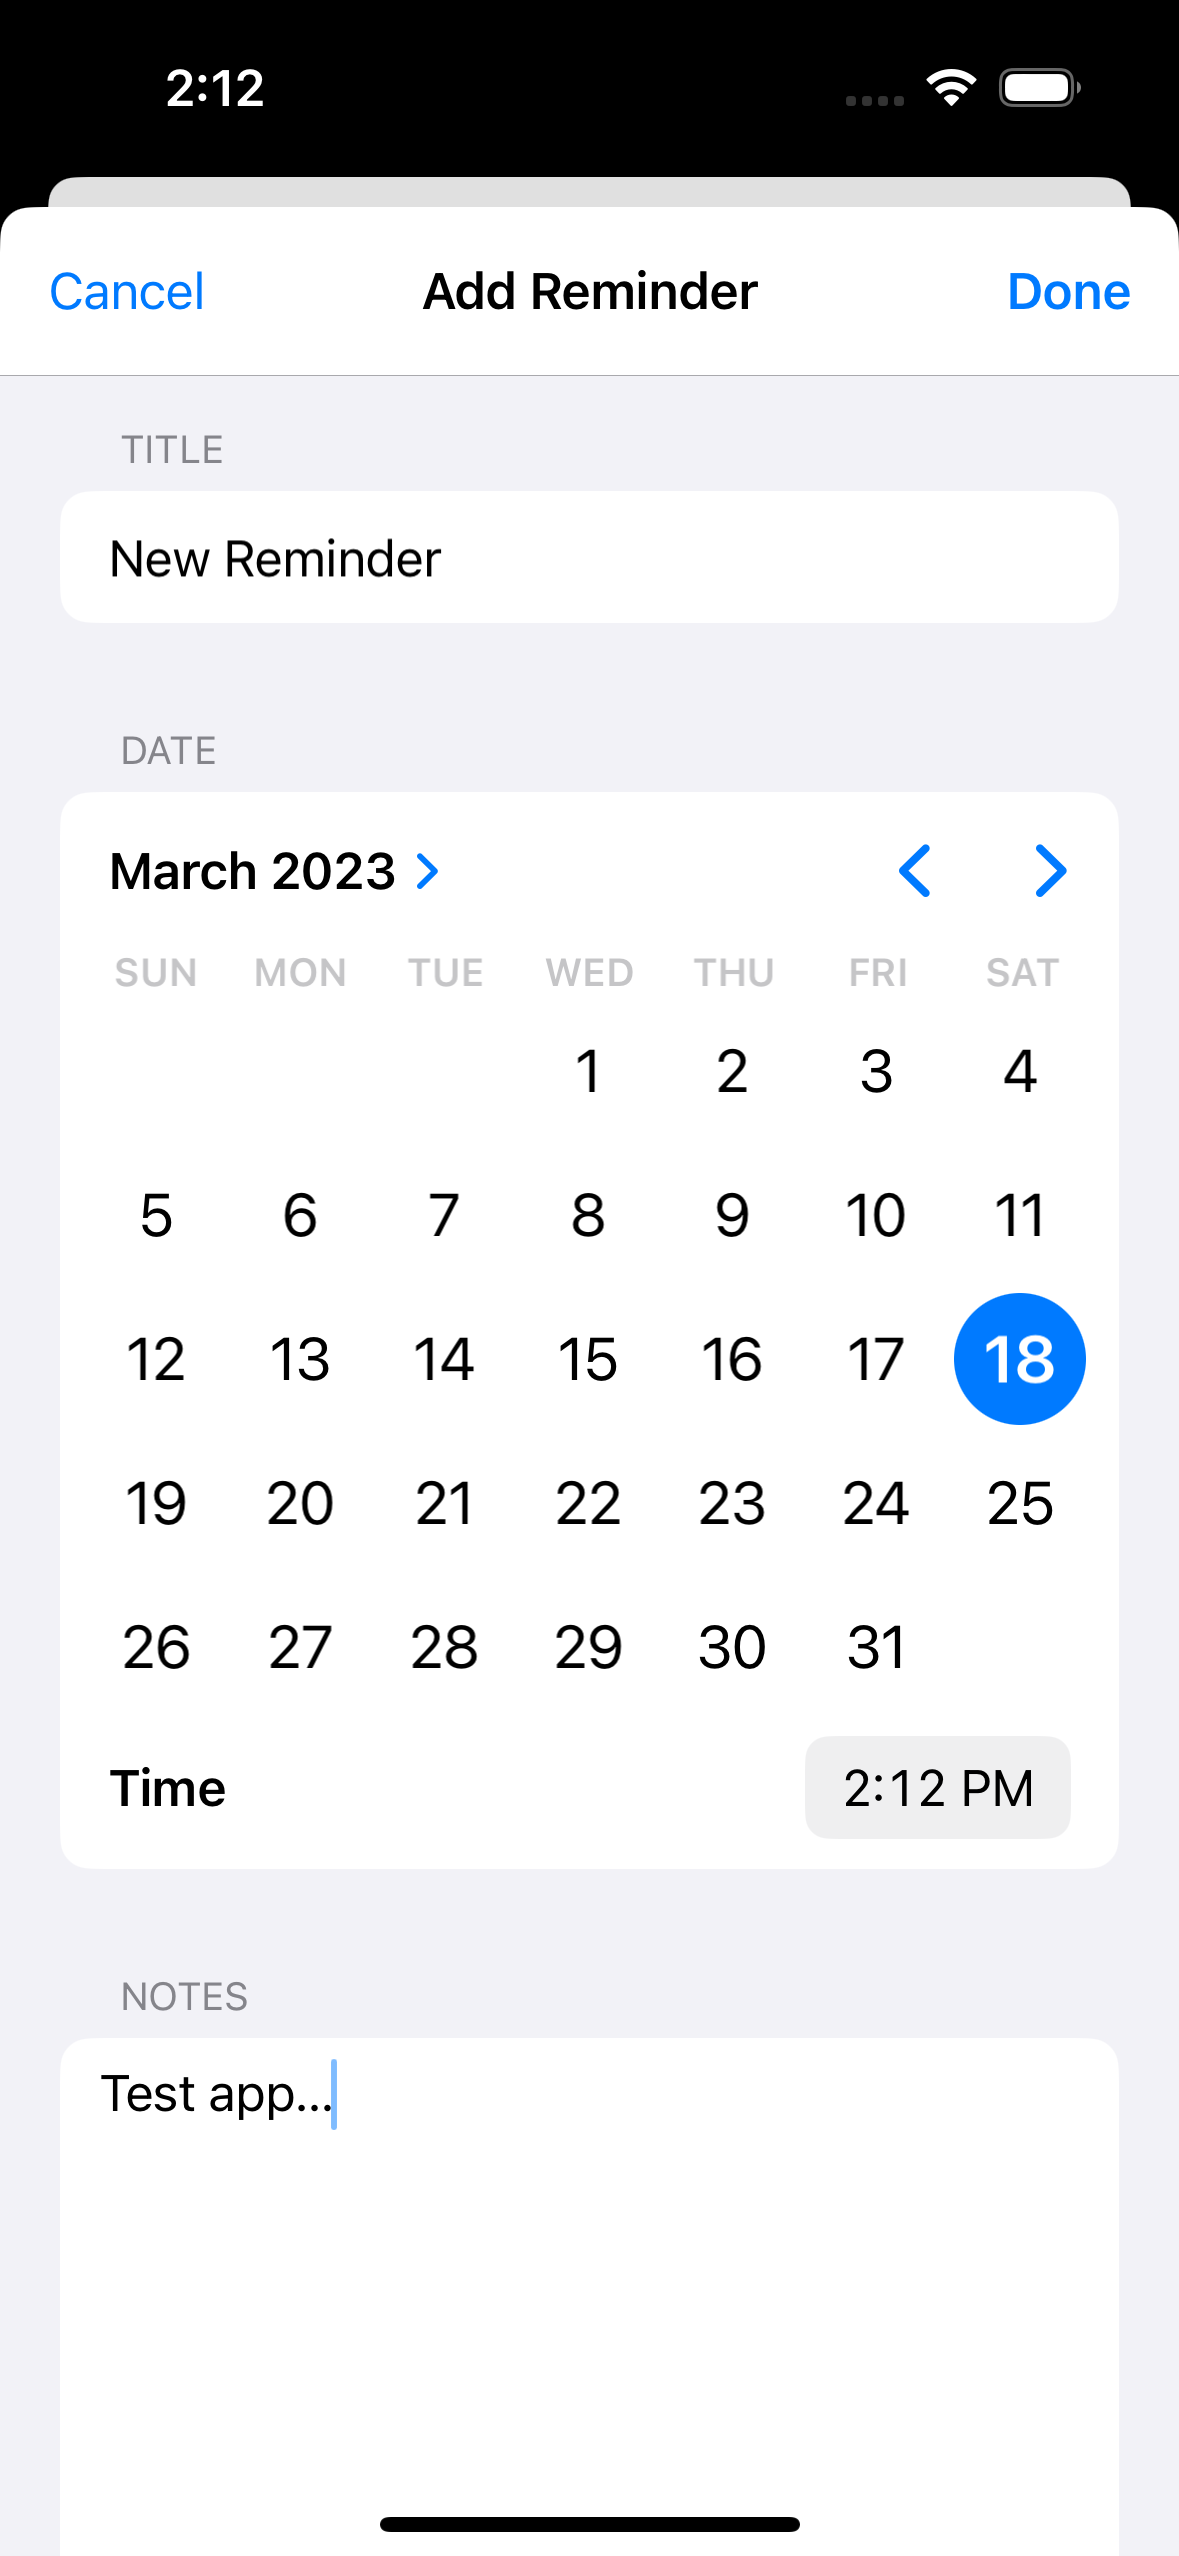 2:12
Cancel Add Reminder Done
TITLE
New Reminder
DATE
March 2023
SUN MON TUE WED THU FRI SAT
1 2 3 4
5 6 7 8 9 10 11
12 13 14 15 16 17 18
19 20 21 22 23 24 25
26 27 28 29 30 31
Time 2:12 PM
NOTES
Test app...